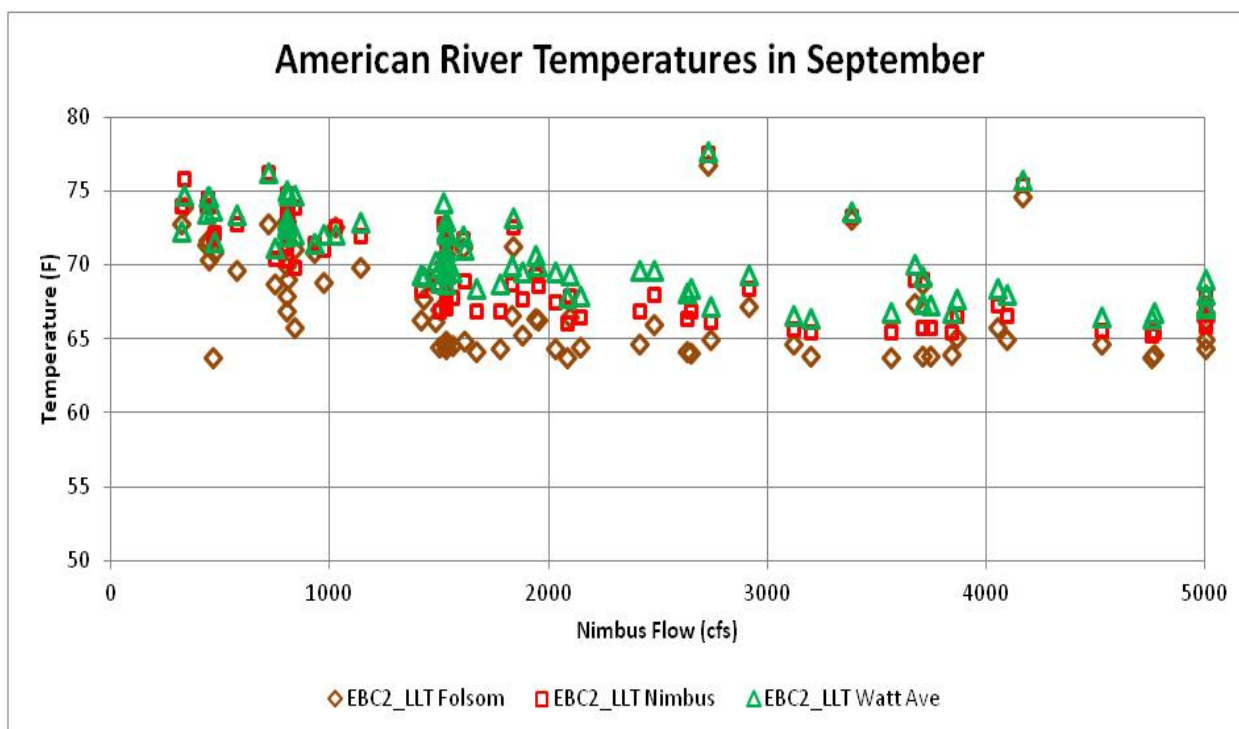 American River Temperatures in September
Temperature (F)
80
75
70
65
60
55
50
0 1000 2000 3000 4000 5000
Nimbus Flow (cfs)
EBC2_LLT Folsom EBC2_LLT Nimbus EBC2_LLT Watt Ave